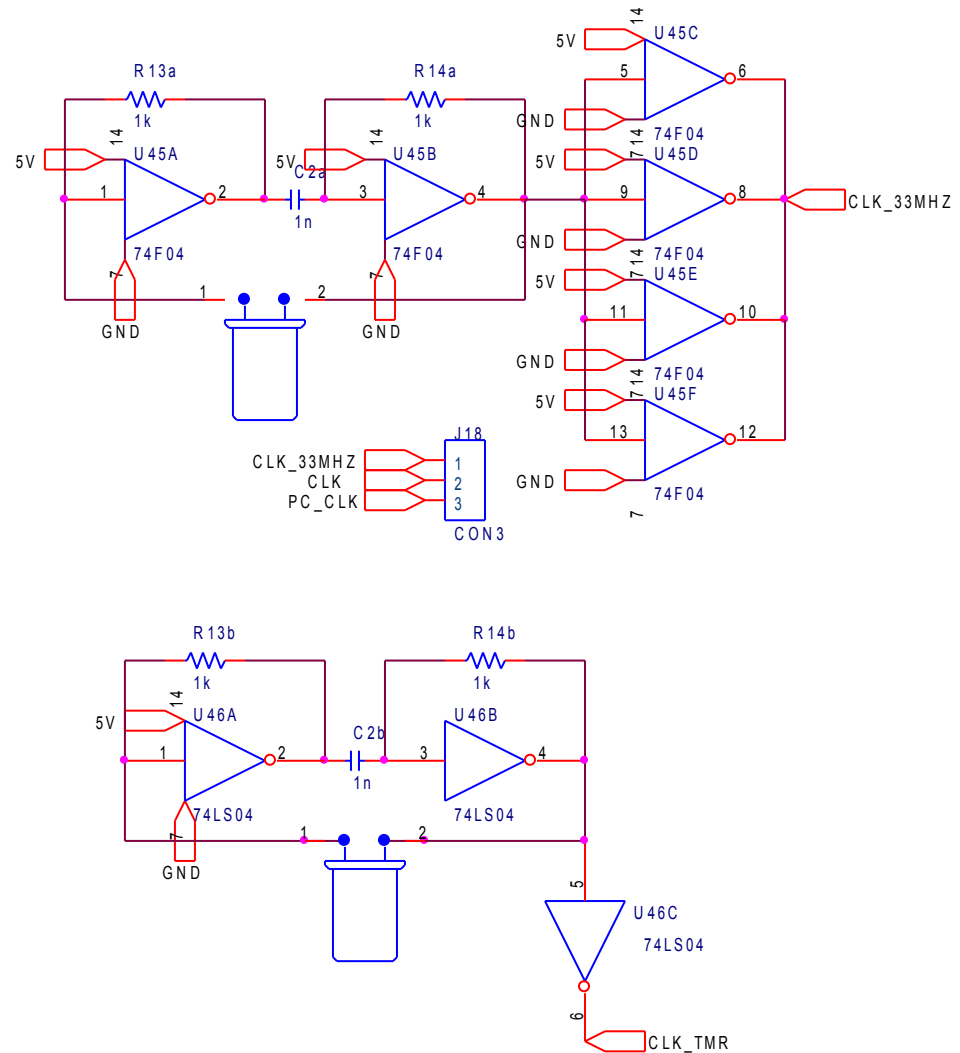 14
U45C
5V
5
6
R13a
R14a
1k
1k
GND
14
14
74F04
7
14
5V
U45A
5V
U45B
5V
U45D
C2a
1
2
3
4
9
8
CLK_33MHZ
1n
GND
74F04
74F04
74F04
7
7
7
14
5V
U45E
1
2
11
10
GND
GND
GND
74F04
7
14
5V
U45F
13
12
J18
CLK_33MHZ
1
CLK
2
GND
74F04
PC_CLK
3
7
CON3
R13b
R14b
1k
1k
14
5V
U46A
U46B
C2b
1
2
3
4
1n
74LS04
74LS04
7
1
2
GND
5
U46C
74LS04
6
CLK_TMR